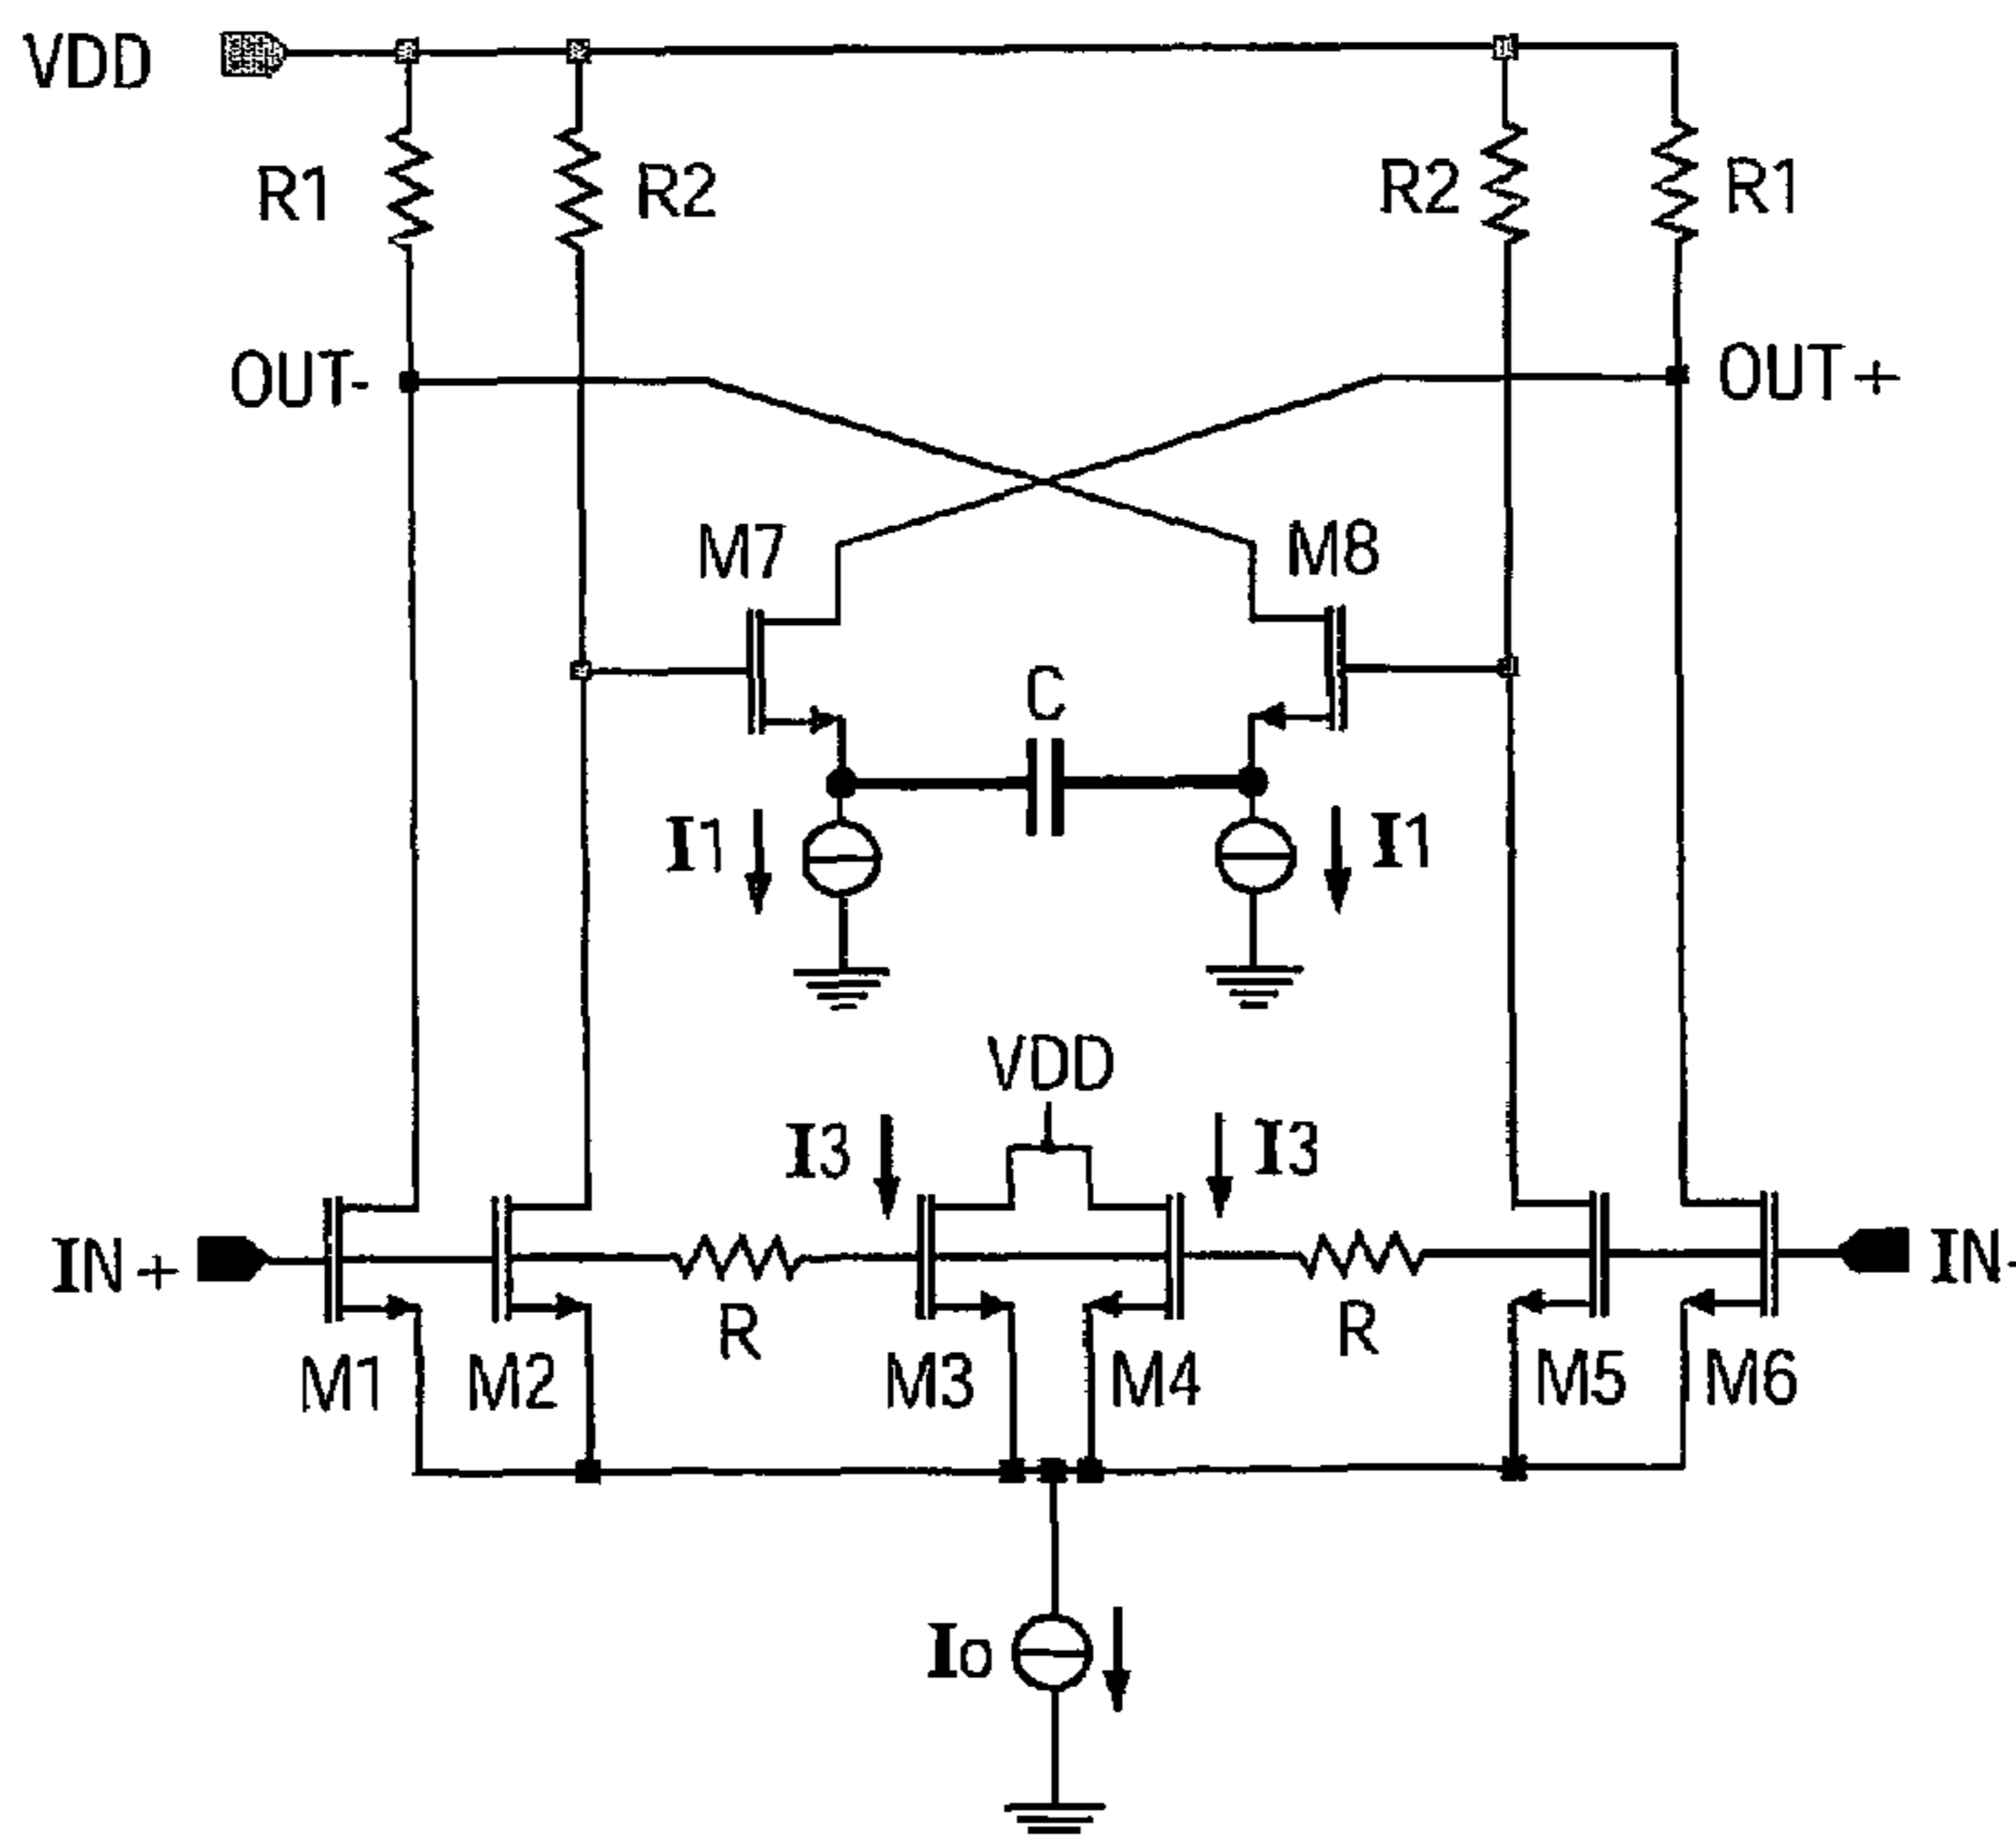 VDD
R1 R2 R2 R1
OUT- OUT+
M7 M8
C
I1 I1
VDD
I3 I3
IN+ IN-
R R
M1 M2 M3 M4 M5 M6
Io